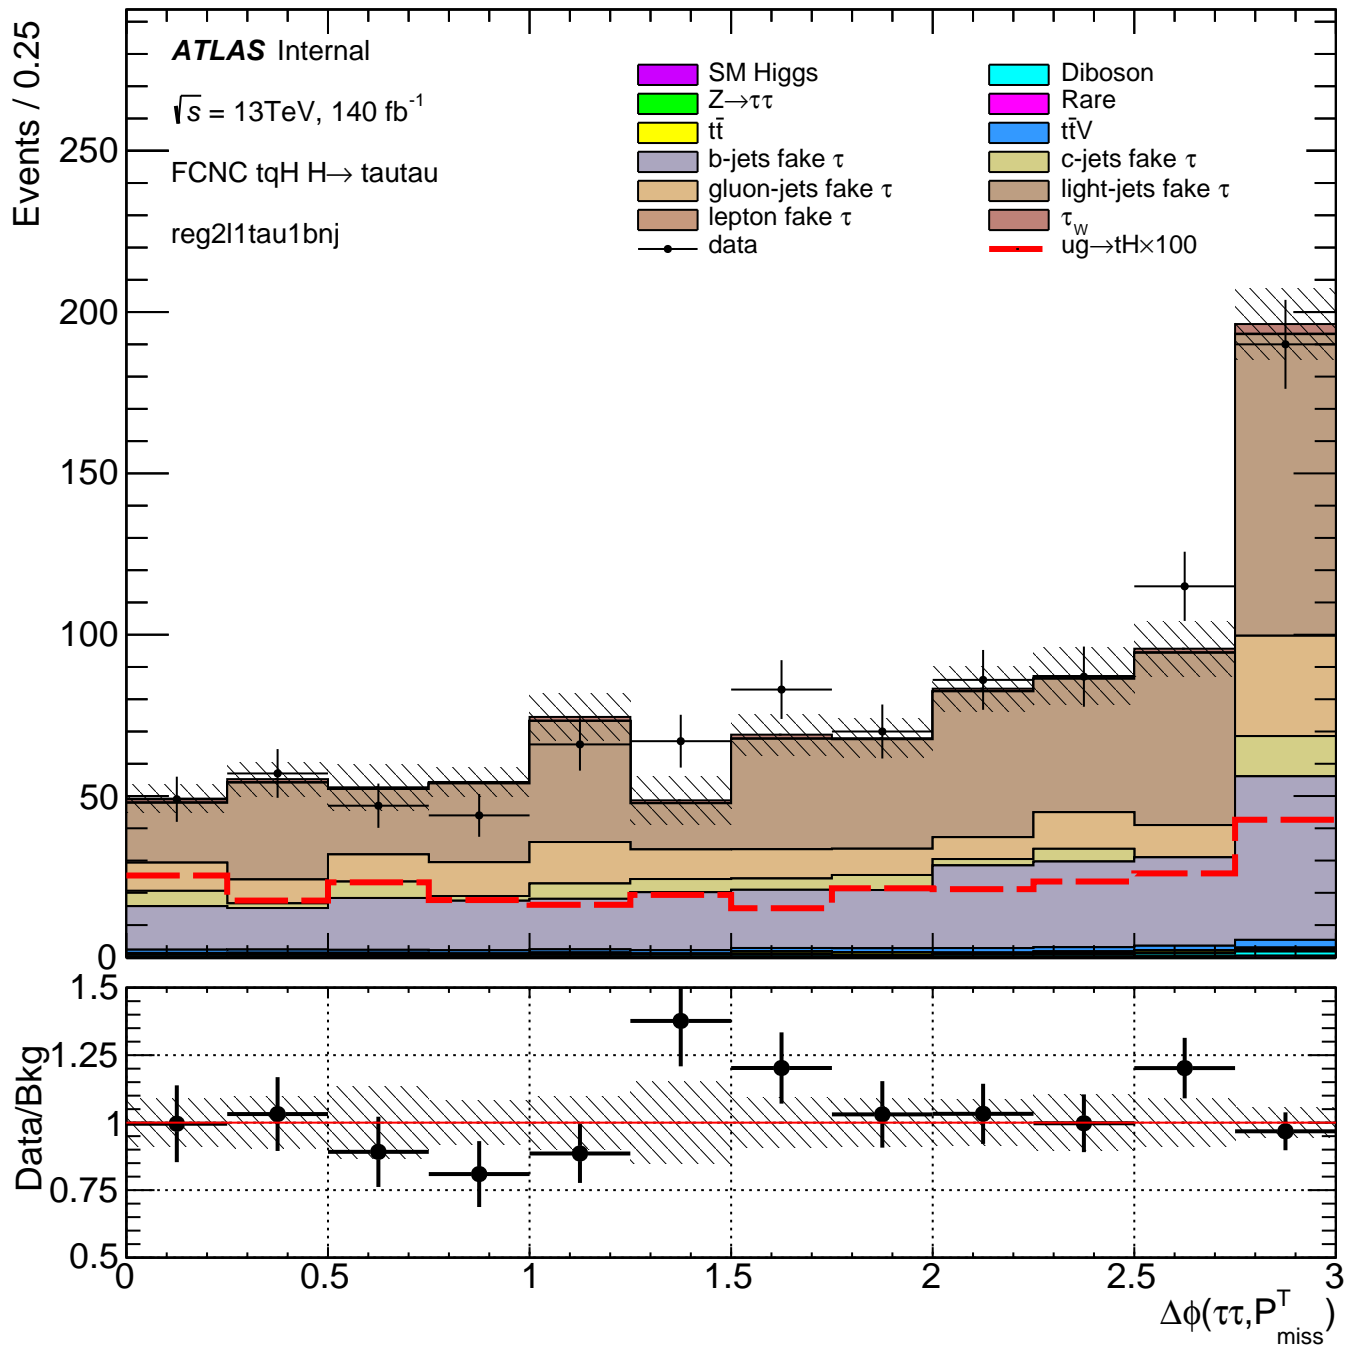 Events / 0.25
ATLAS Internal
√s = 13TeV, 140 fb⁻¹
FCNC tqH H→ tautau
reg2l1tau1bnj
SM Higgs
Diboson
Z→ττ
Rare
tt̄
tt̄V
b-jets fake τ
c-jets fake τ
gluon-jets fake τ
light-jets fake τ
lepton fake τ
τ_W
data
ug→tH×100
250
200
150
100
50
0
Data/Bkg
1.5
1.25
1
0.75
0.5
0 0.5 1 1.5 2 2.5 3
Δϕ(ττ,P^T_miss)